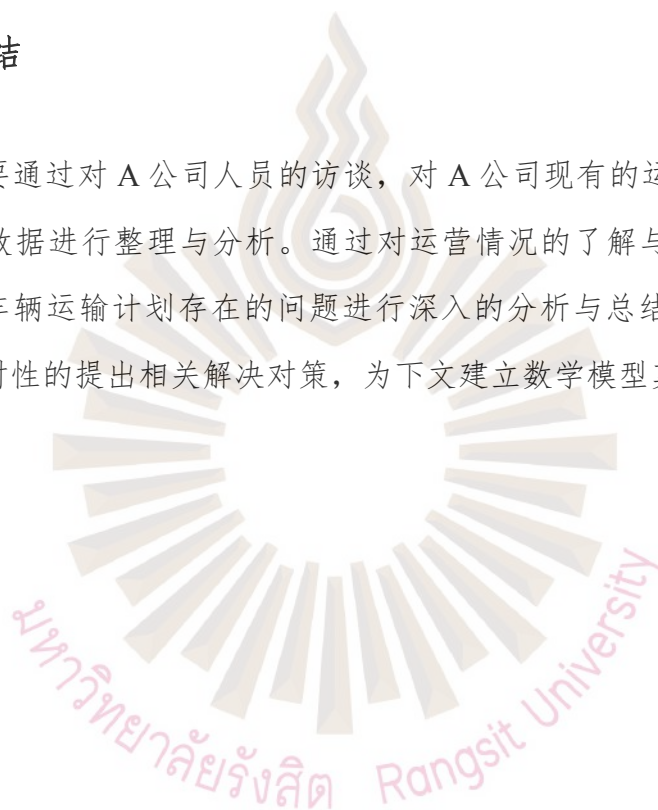 结
要通过对 A 公司人员的访谈，对 A 公司现有的运
数据进行整理与分析。通过对运营情况的了解与
车辆运输计划存在的问题进行深入的分析与总结
对性的提出相关解决对策，为下文建立数学模型
มหาวิทยาลัยรังสิต Rangsit University